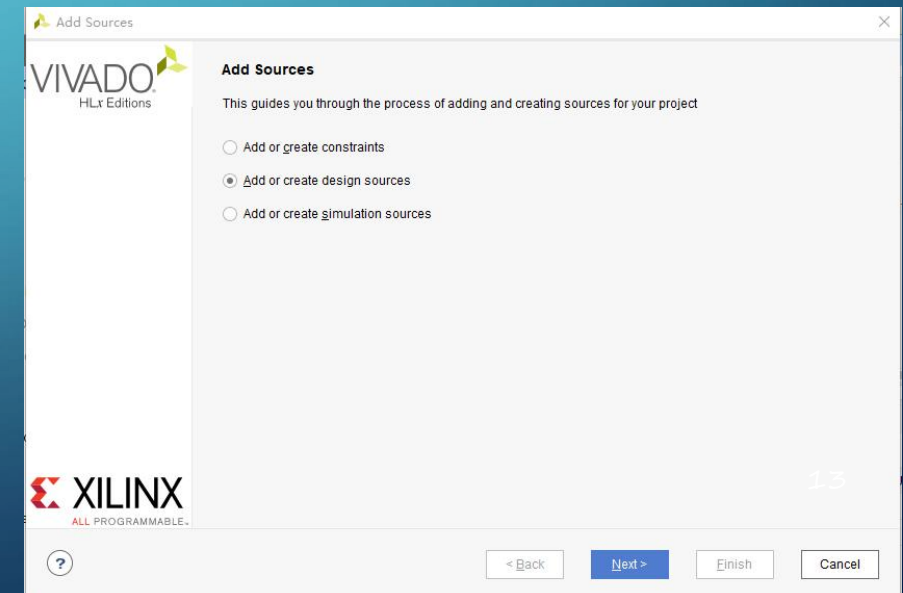 Add Sources
VIVADO.
HLx Editions
Add Sources
This guides you through the process of adding and creating sources for your project
Add or create constraints
Add or create design sources
Add or create simulation sources
13
XILINX
ALL PROGRAMMABLE.
? < Back Next > Finish Cancel